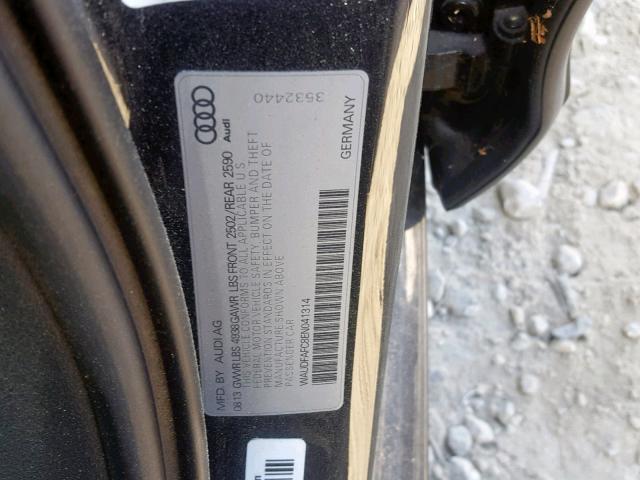 3532440
Audi
MFD. BY AUDI AG
0813 GVWR LBS 4938 GAWR LBS FRONT 2502/REAR 2590
THIS VEHICLE CONFORMS TO ALL APPLICABLE U S
FEDERAL MOTOR VEHICLE SAFETY, BUMPER AND THEFT
PREVENTION STANDARDS IN EFFECT ON THE DATE OF
MANUFACTURE SHOWN ABOVE
PASSENGER CAR
WAUDFAFC8EN041314
GERMANY